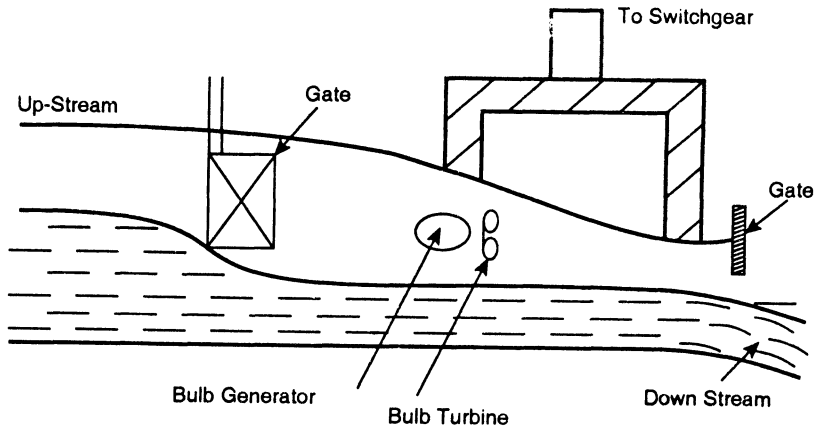 To Switchgear
Up-Stream
Gate
Gate
Bulb Generator
Bulb Turbine
Down Stream